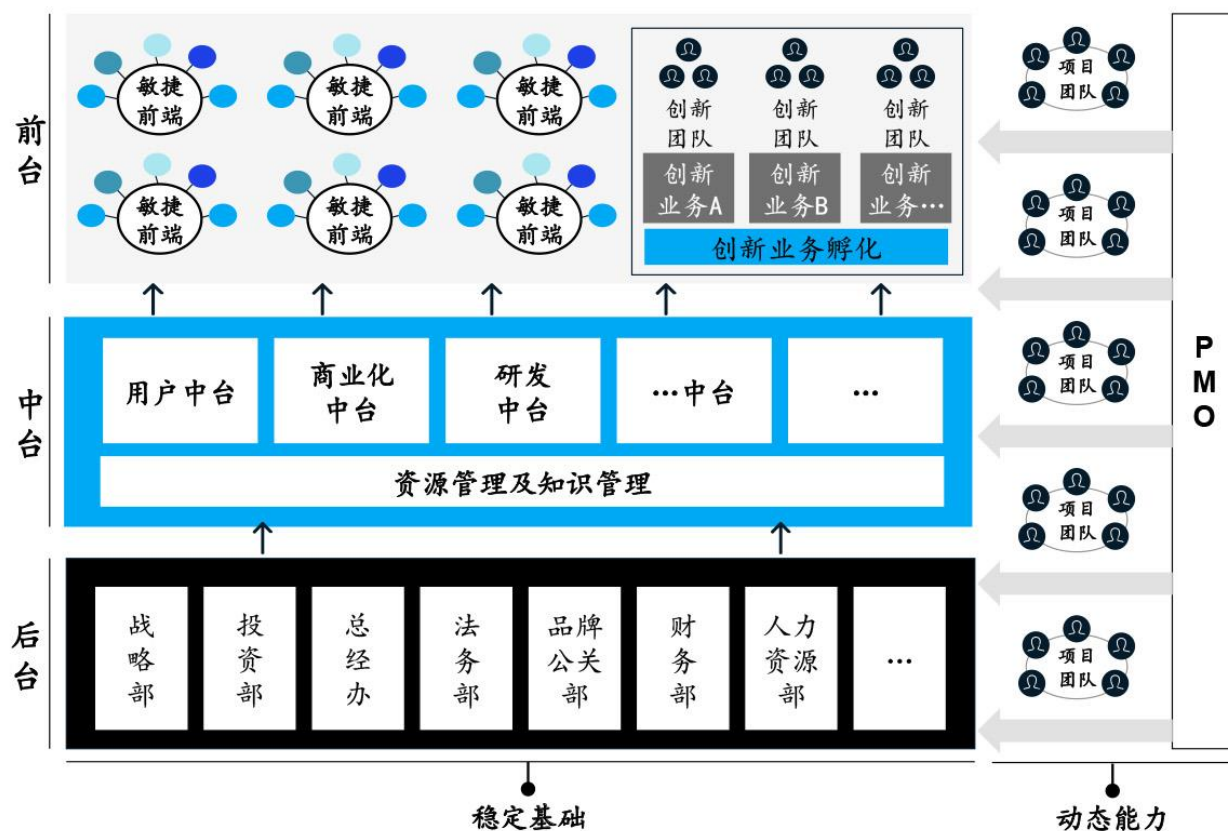 前
台
敏捷
前端
敏捷
前端
敏捷
前端
敏捷
前端
敏捷
前端
敏捷
前端
创新
团队
创新
团队
创新
团队
创新
业务A
创新
业务B
创新
业务…
创新业务孵化
中
台
用户中台
商业化
中台
研发
中台
…中台
…
资源管理及知识管理
后
台
战
略
部
投
资
部
总
经
办
法
务
部
品牌
公关
部
财
务
部
人力
资源
部
…
项目
团队
项目
团队
项目
团队
项目
团队
项目
团队
P
M
O
稳定基础
动态能力